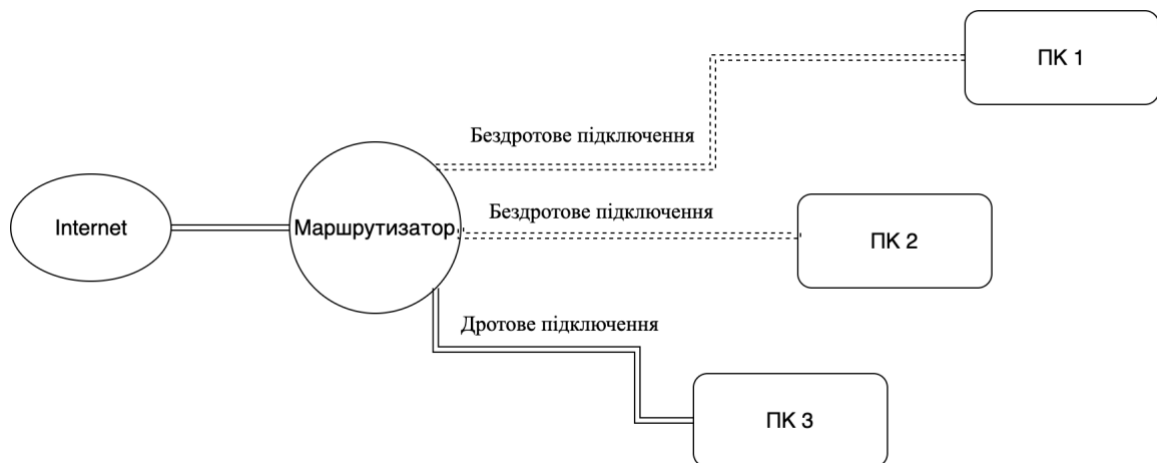 ПК 1
Бездротове підключення
Бездротове підключення
Internet
Маршрутизатор
ПК 2
Дротове підключення
ПК 3